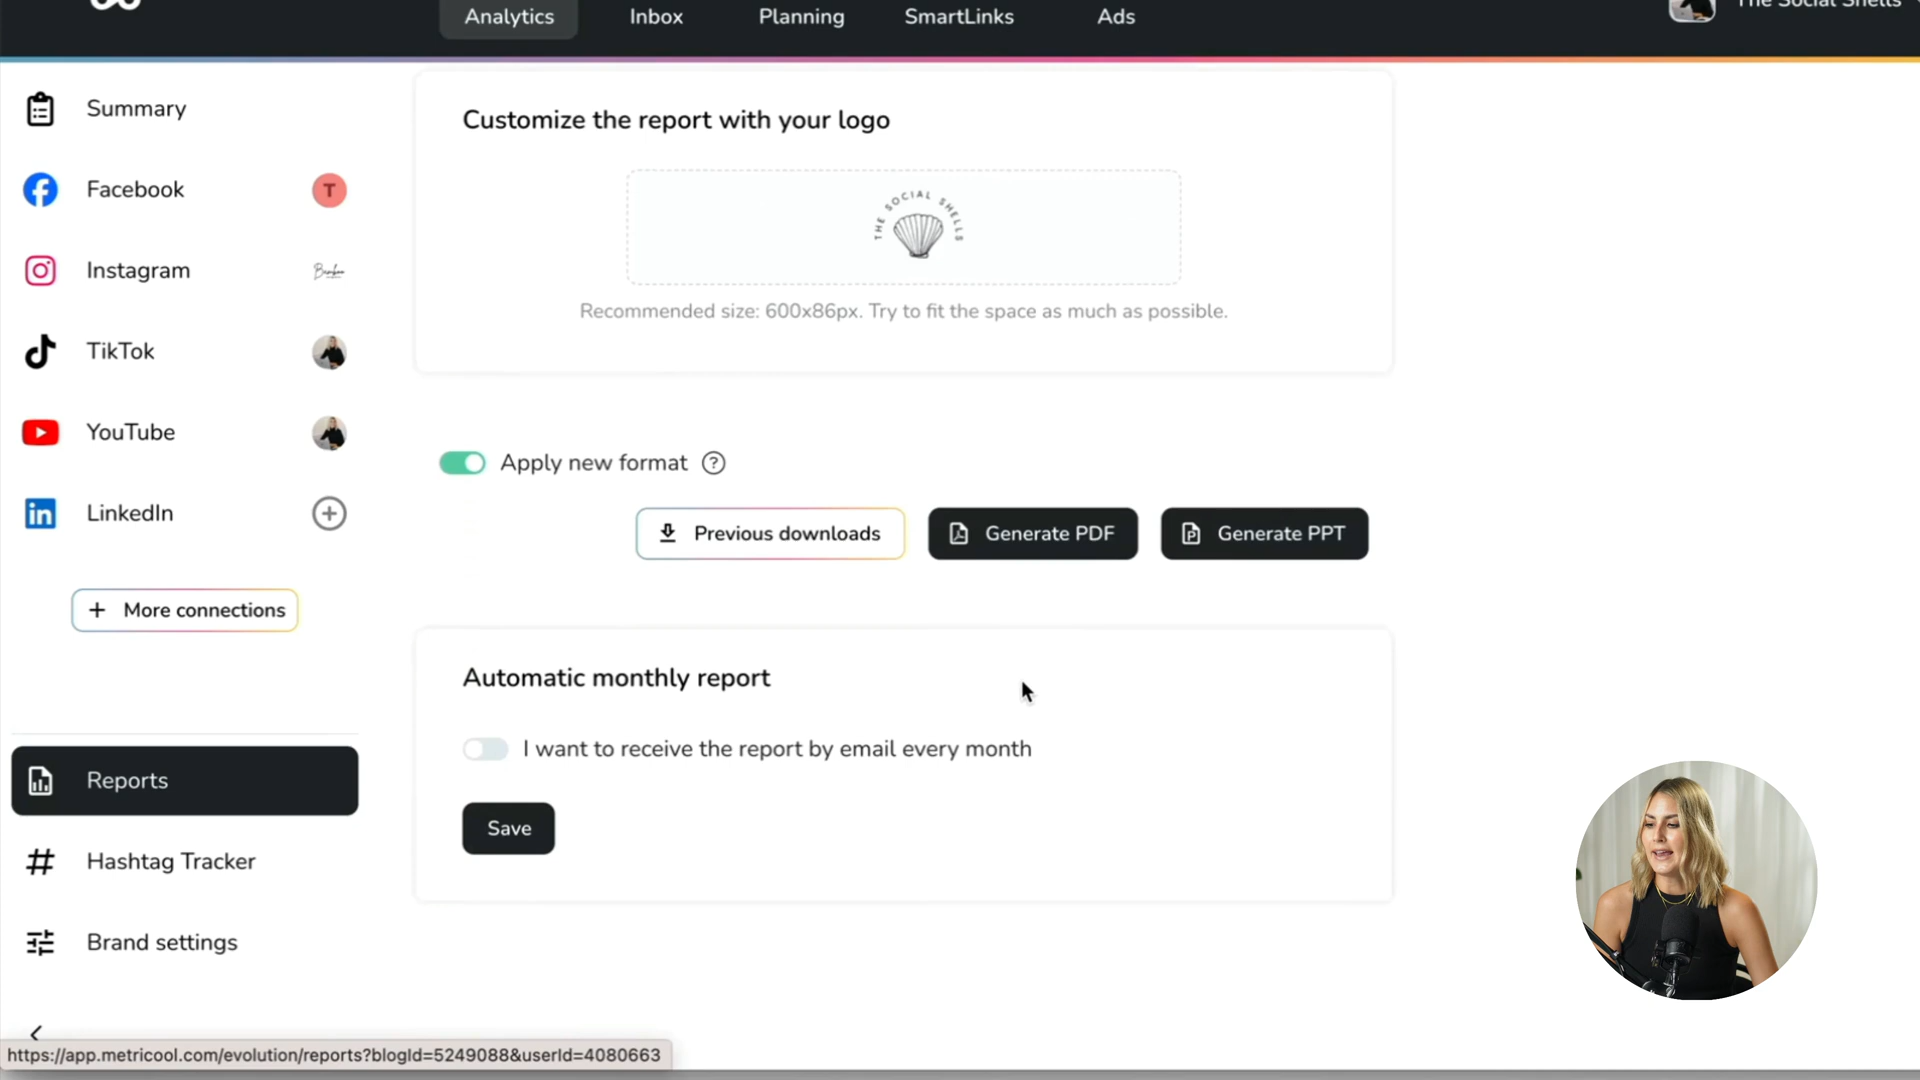 Analytics
Inbox
Planning
SmartLinks
Ads
The Social Shells
Summary
Facebook
T
Instagram
TikTok
YouTube
LinkedIn
More connections
Reports
Hashtag Tracker
Brand settings
Customize the report with your logo
THE SOCIAL SHELLS
Recommended size: 600x86px. Try to fit the space as much as possible.
Apply new format
Previous downloads
Generate PDF
Generate PPT
Automatic monthly report
I want to receive the report by email every month
Save
https://app.metricool.com/evolution/reports?blogId=5249088&userId=4080663